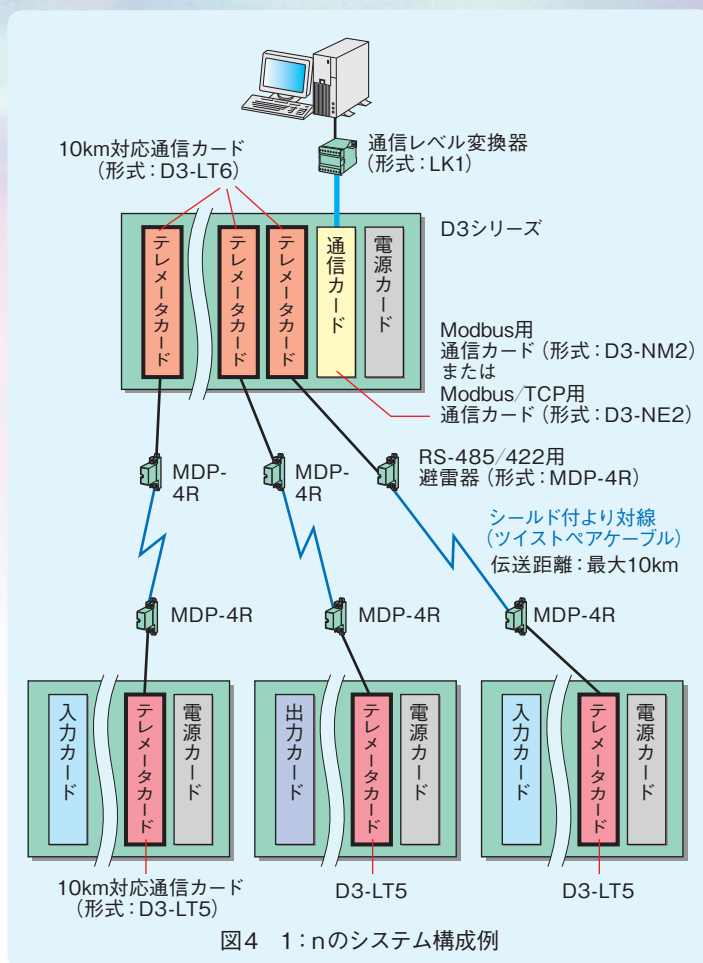 10km対応通信カード
(形式：D3-LT6)
通信レベル変換器
(形式：LK1)
D3シリーズ
テレメータカード
テレメータカード
テレメータカード
通信カード
電源カード
Modbus用
通信カード(形式：D3-NM2)
または
Modbus/TCP用
通信カード(形式：D3-NE2)
MDP-
4R
MDP-
4R
RS-485/422用
避雷器(形式：MDP-4R)
シールド付より対線
(ツイストペアケーブル)
伝送距離：最大10km
MDP-4R
MDP-4R
MDP-4R
入力カード
テレメータカード
電源カード
出力カード
テレメータカード
電源カード
入力カード
テレメータカード
電源カード
10km対応通信カード
(形式：D3-LT5)
D3-LT5
D3-LT5
図4　1：nのシステム構成例